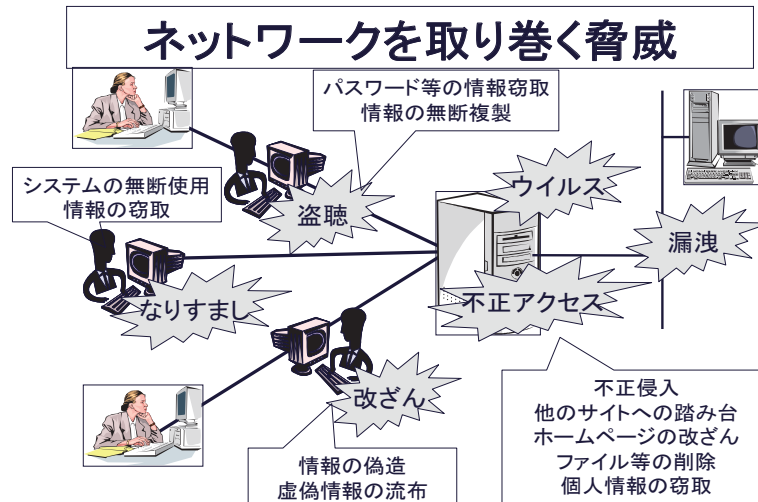 ネットワークを取り巻く脅威
パスワード等の情報窃取
情報の無断複製
システムの無断使用
情報の窃取
盗聴
ウイルス
漏洩
なりすまし
不正アクセス
改ざん
情報の偽造
虚偽情報の流布
不正侵入
他のサイトへの踏み台
ホームページの改ざん
ファイル等の削除
個人情報の窃取